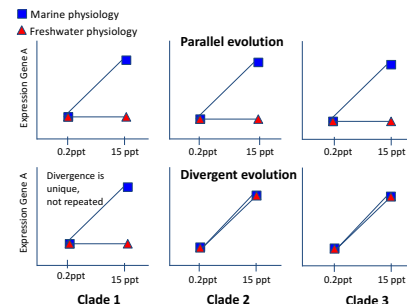 Marine physiology
Freshwater physiology
Parallel evolution
Expression Gene A
0.2ppt 15 ppt
0.2ppt 15 ppt
0.2ppt 15 ppt
Divergent evolution
Expression Gene A
Divergence is
unique,
not repeated
0.2ppt 15 ppt
0.2ppt 15 ppt
0.2ppt 15 ppt
Clade 1 Clade 2 Clade 3